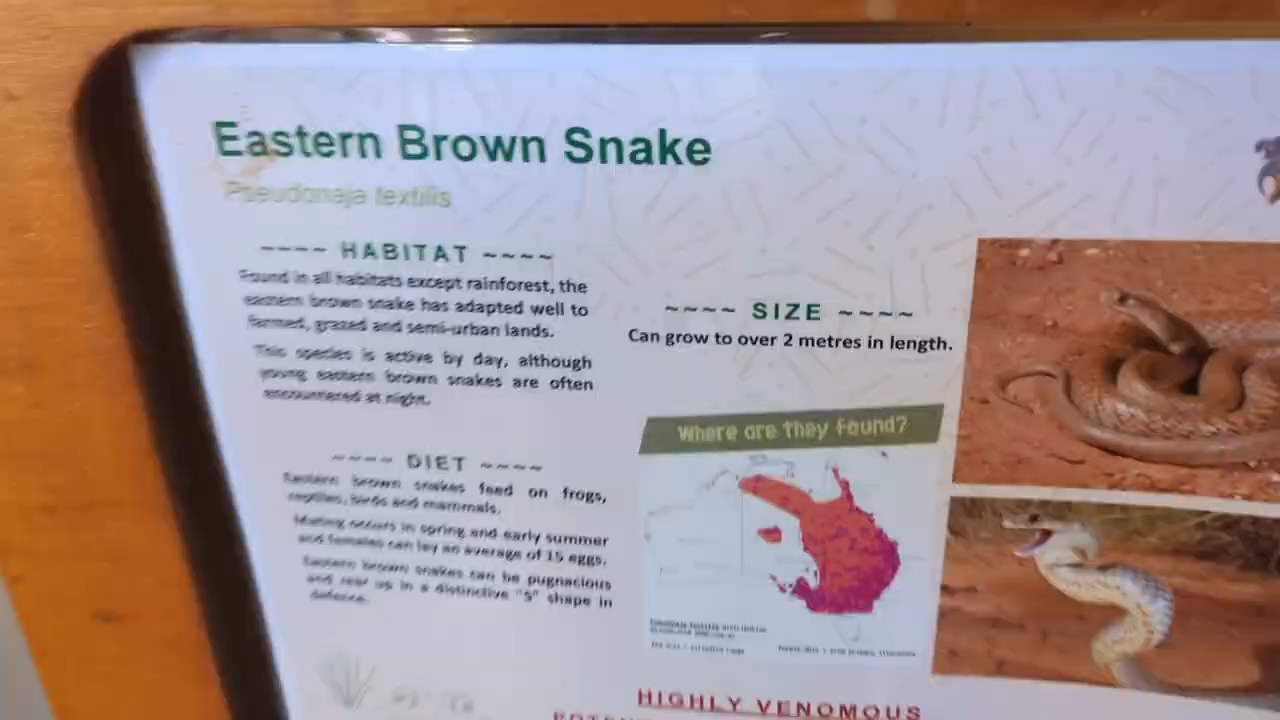 Eastern Brown Snake
Pseudonaja textilis
~~~~ HABITAT ~~~~
Found in all habitats except rainforest, the
eastern brown snake has adapted well to
farmed, grazed and semi-urban lands.
This species is active by day, although
young eastern brown snakes are often
encountered at night.
~~~~ DIET ~~~~
Eastern brown snakes feed on frogs,
reptiles, birds and mammals.
Mating occurs in spring and early summer
and females can lay an average of 15 eggs.
Eastern brown snakes can be pugnacious
and rear up in a distinctive "S" shape in
defence.
~~~~ SIZE ~~~~
Can grow to over 2 metres in length.
Where are they found?
HIGHLY VENOMOUS